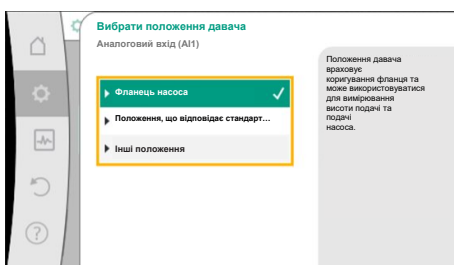 Вибрати положення давача
Аналоговий вхід (AI1)
Фланець насоса
Положення, що відповідає стандарт...
Інші положення
Положення давача
враховує
коригування фланця та
може використовуватися
для вимірювання
висоти подачі та
подачі
насоса.